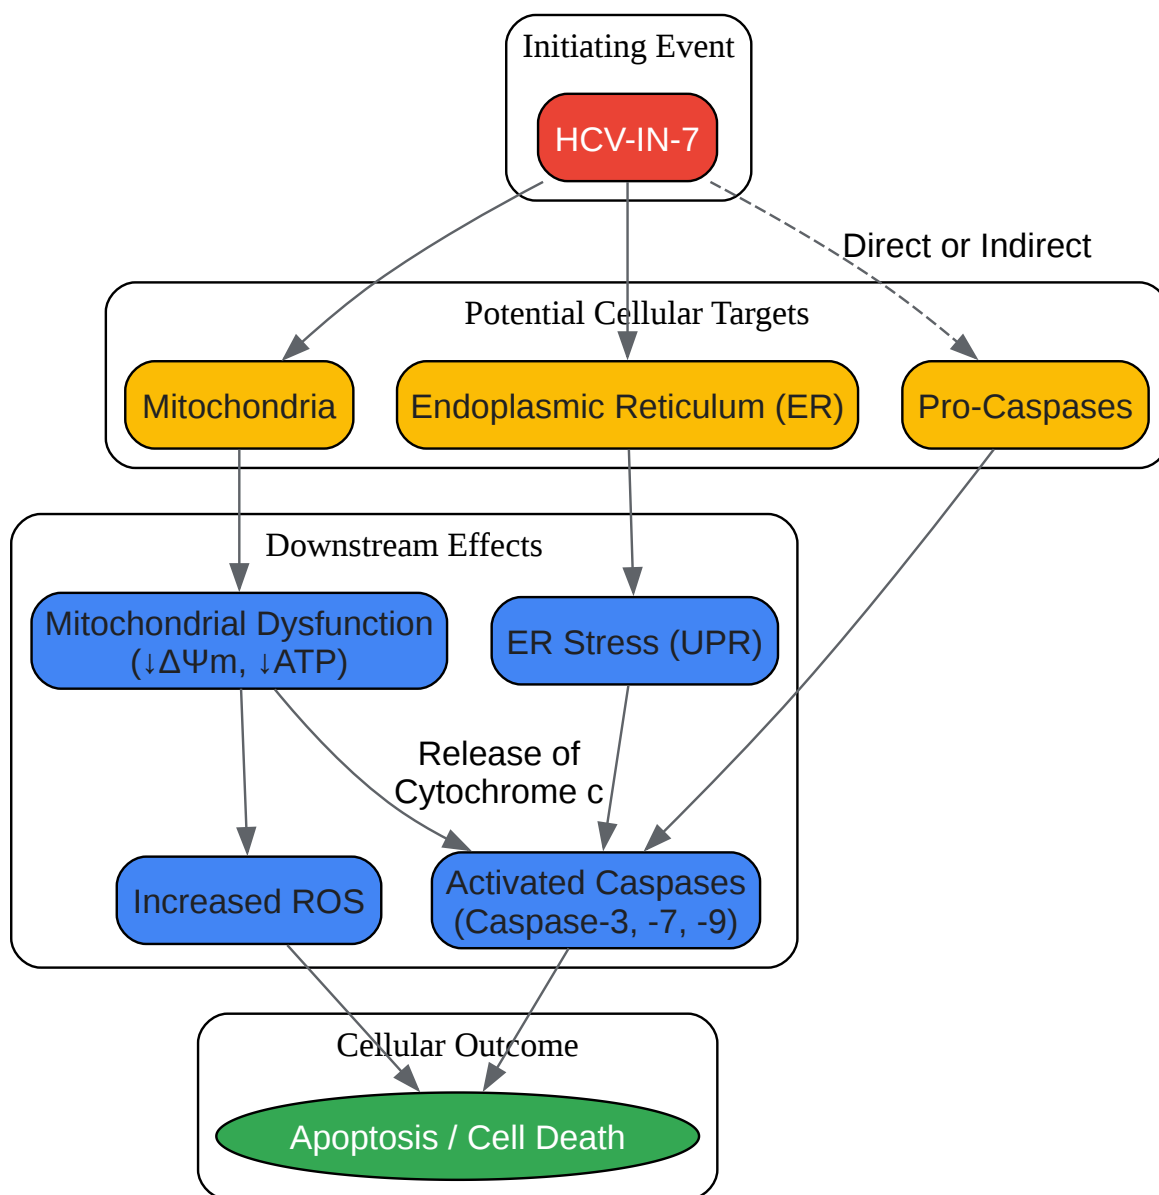 Initiating Event
HCV-IN-7
Direct or Indirect
Potential Cellular Targets
Mitochondria
Endoplasmic Reticulum (ER)
Pro-Caspases
Downstream Effects
Mitochondrial Dysfunction
(↓ΔΨm, ↓ATP)
ER Stress (UPR)
Release of
Cytochrome c
Increased ROS
Activated Caspases
(Caspase-3, -7, -9)
Cellular Outcome
Apoptosis / Cell Death